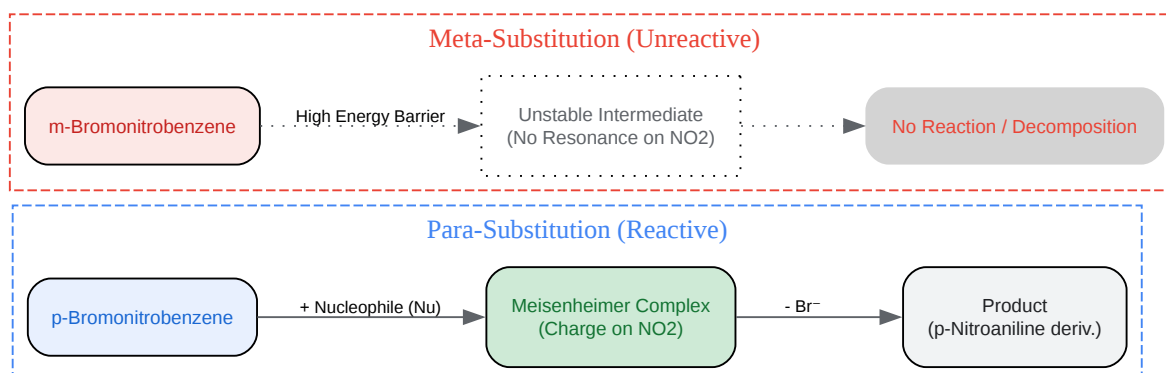 Meta-Substitution (Unreactive)
m-Bromonitrobenzene
High Energy Barrier
Unstable Intermediate
(No Resonance on NO2)
No Reaction / Decomposition
Para-Substitution (Reactive)
p-Bromonitrobenzene
+ Nucleophile (Nu)
Meisenheimer Complex
(Charge on NO2)
- Br⁻
Product
(p-Nitroaniline deriv.)